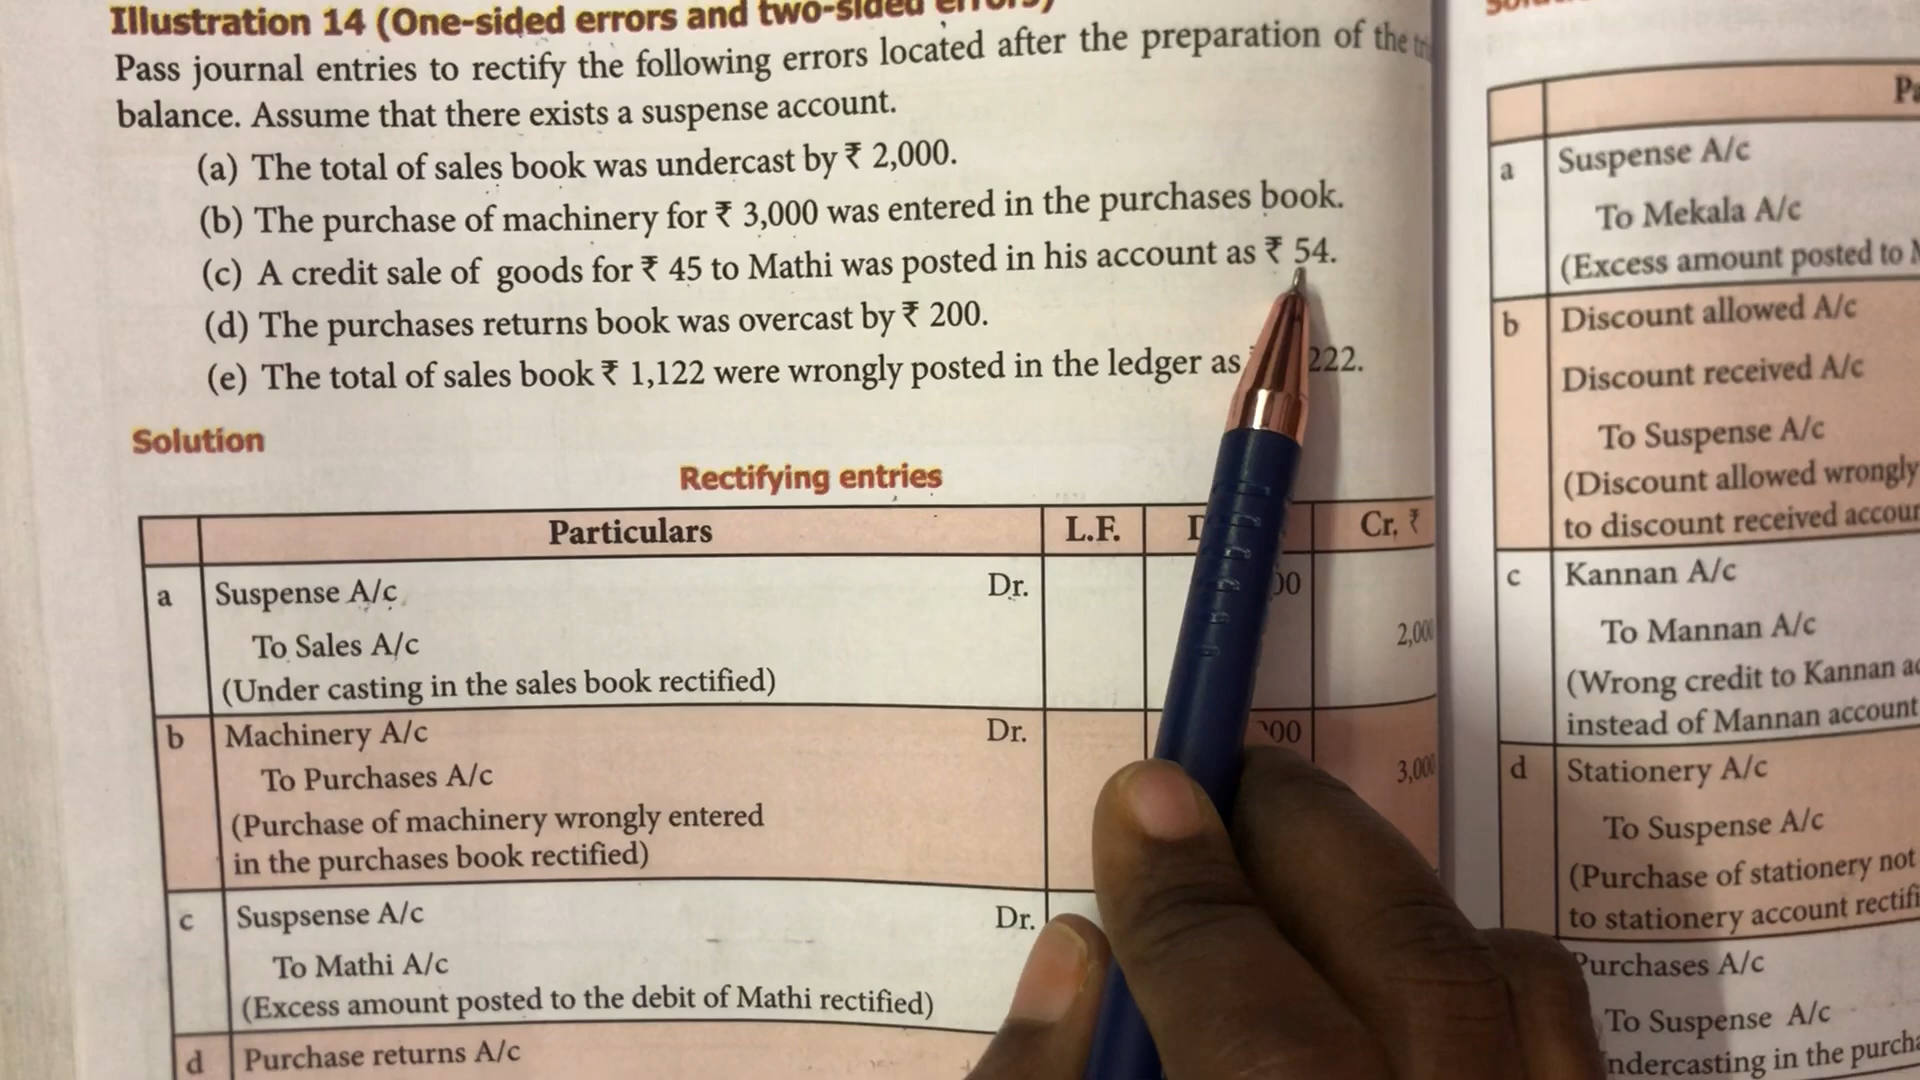 Illustration 14 (One-sided errors and two-sided errors)
Pass journal entries to rectify the following errors located after the preparation of the
balance. Assume that there exists a suspense account.
(a) The total of sales book was undercast by ₹ 2,000.
(b) The purchase of machinery for ₹ 3,000 was entered in the purchases book.
(c) A credit sale of goods for ₹ 45 to Mathi was posted in his account as ₹ 54.
(d) The purchases returns book was overcast by ₹ 200.
(e) The total of sales book ₹ 1,122 were wrongly posted in the ledger as 222.
Solution
Rectifying entries
Particulars L.F. Cr. ₹
a Suspense A/c Dr.
To Sales A/c 2,000
(Under casting in the sales book rectified)
b Machinery A/c Dr.
To Purchases A/c 3,000
(Purchase of machinery wrongly entered
in the purchases book rectified)
c Suspsense A/c Dr.
To Mathi A/c
(Excess amount posted to the debit of Mathi rectified)
d Purchase returns A/c
a Suspense A/c
To Mekala A/c
(Excess amount posted to
b Discount allowed A/c
Discount received A/c
To Suspense A/c
(Discount allowed wrongly
to discount received
c Kannan A/c
To Mannan A/c
(Wrong credit to Kannan
instead of Mannan account
d Stationery A/c
To Suspense A/c
(Purchase of stationery not
to stationery account
Purchases A/c
To Suspense A/c
in the